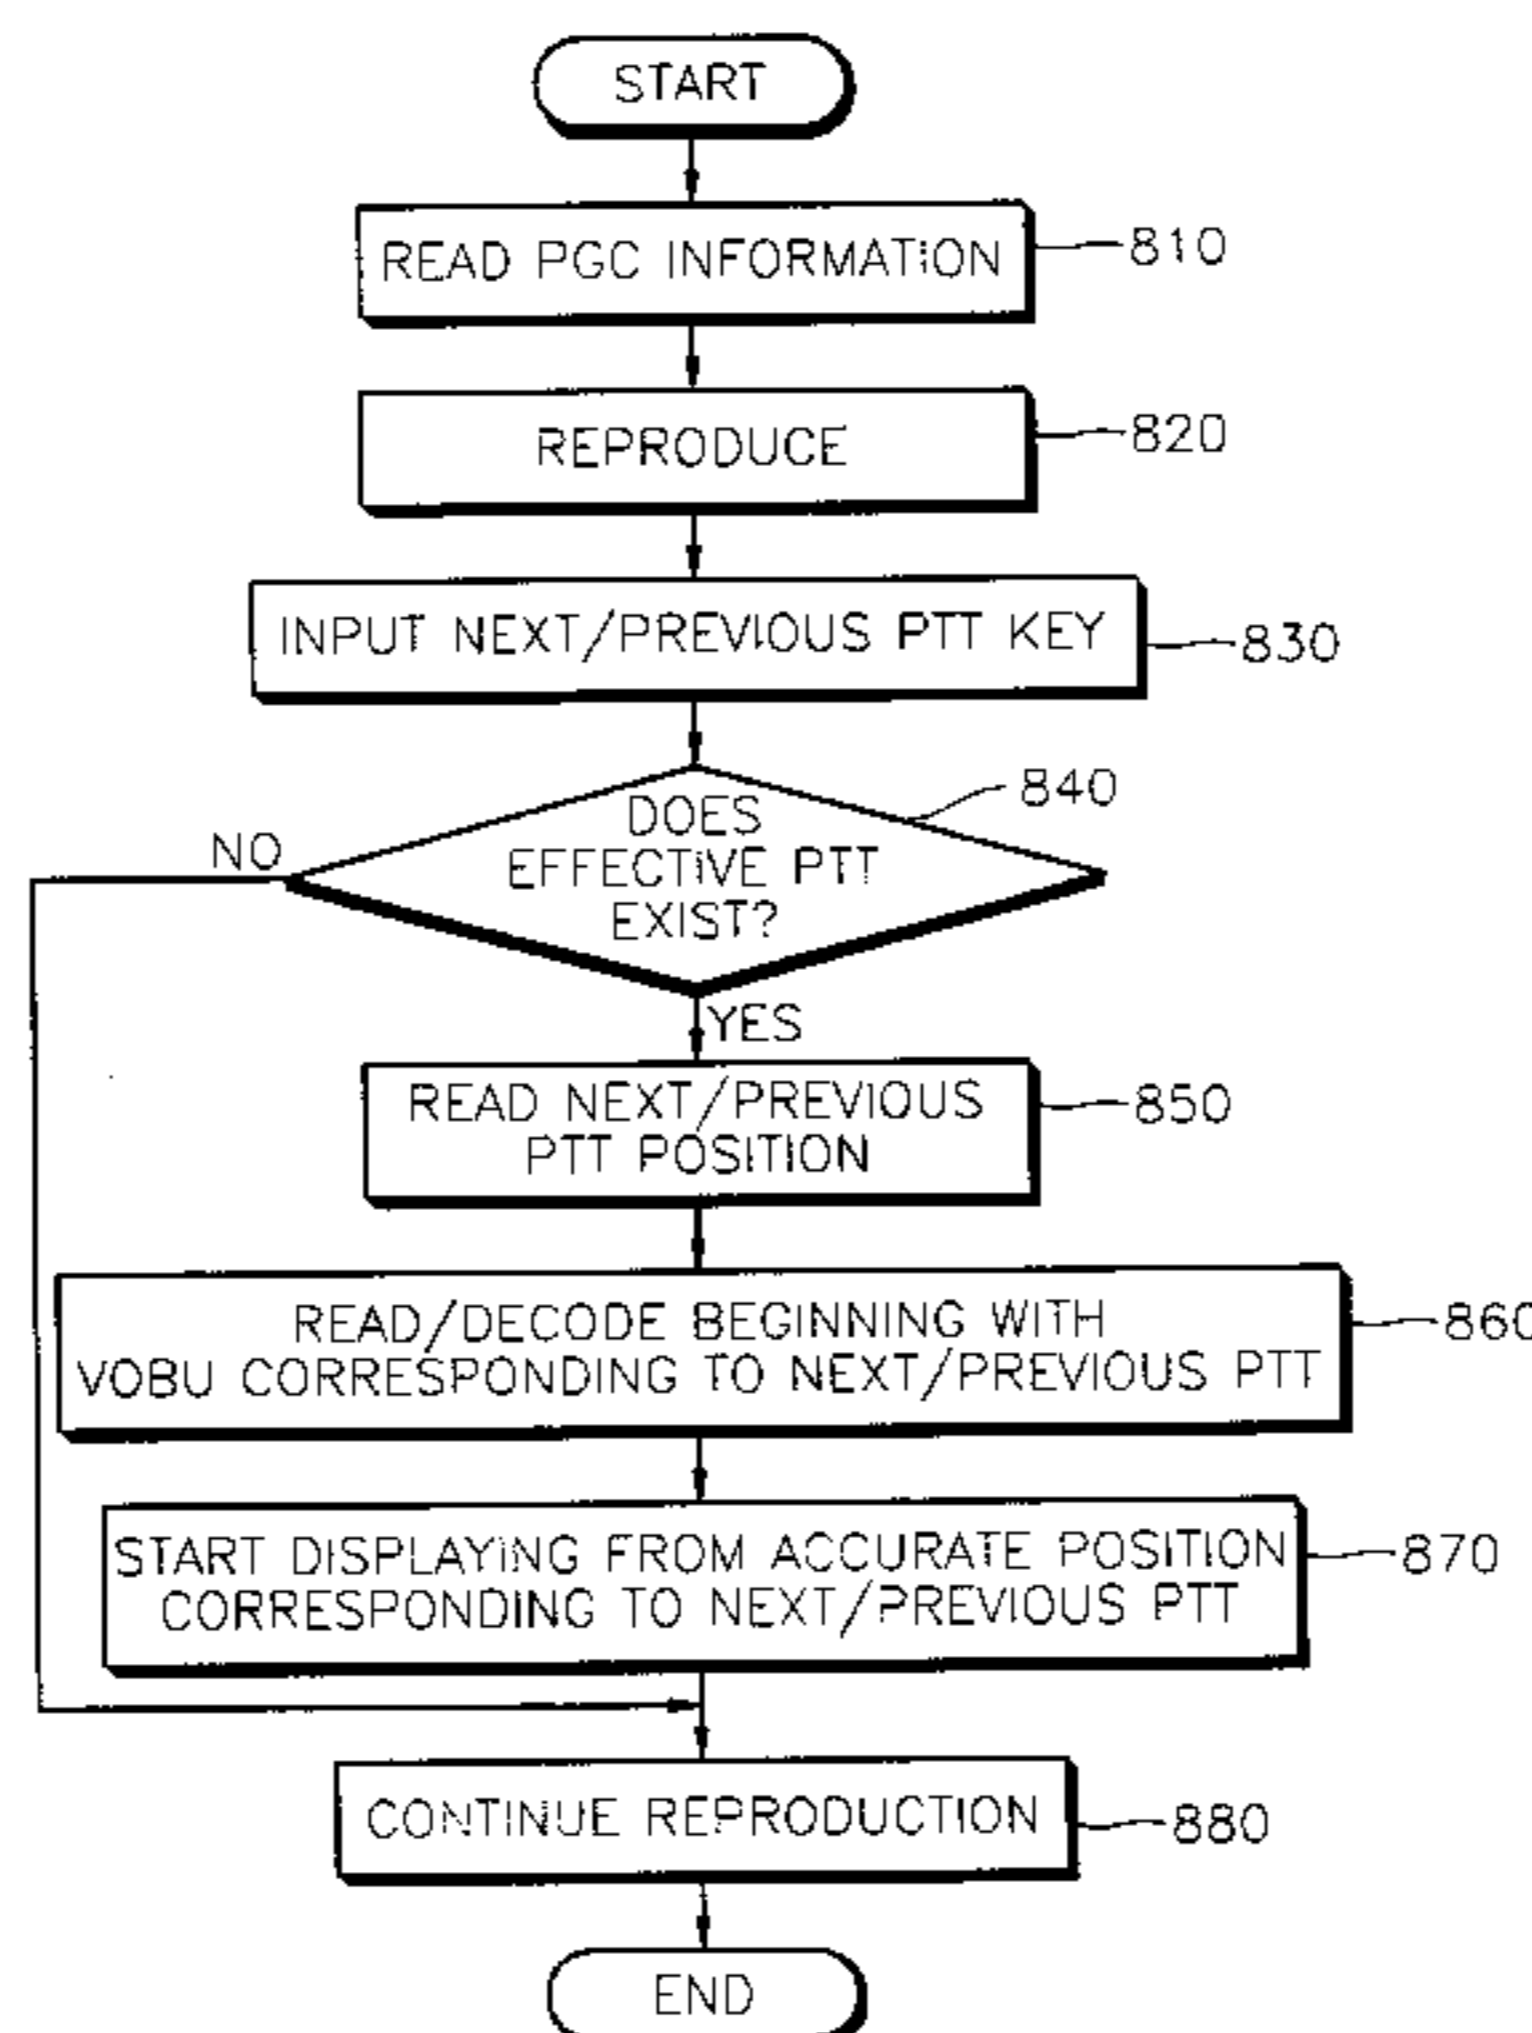 START
READ PGC INFORMATION
810
REPRODUCE
820
INPUT NEXT/PREVIOUS PTT KEY
830
840
DOES
EFFECTIVE PTT
EXIST?
NO
YES
READ NEXT/PREVIOUS
PTT POSITION
850
READ/DECODE BEGINNING WITH
VOBU CORRESPONDING TO NEXT/PREVIOUS PTT
860
START DISPLAYING FROM ACCURATE POSITION
CORRESPONDING TO NEXT/PREVIOUS PTT
870
CONTINUE REPRODUCTION
880
END